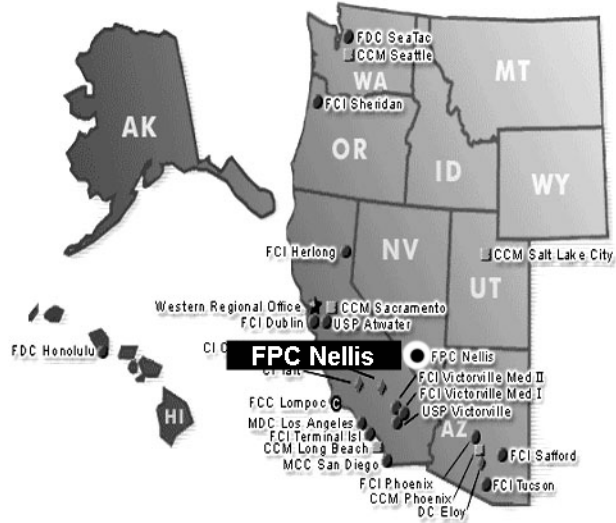 FDC SeaTac
CCM Seattle
WA
MT
FCI Sheridan
AK
OR
ID
WY
FCI Herlong
NV
CCM Salt Lake City
UT
Western Regional Office
CCM Sacramento
FCI Dublin
USP Atwater
FDC Honolulu
CI
FPC Nellis
FPC Nellis
CI Taft
FCI Victorville Med II
FCI Victorville Med I
FCC Lompoc
C
USP Victorville
HI
MDC Los Angeles
AZ
FCI Terminal Isl
CCM Long Beach
FCI Safford
MCC San Diego
FCI Phoenix
FCI Tucson
CCM Phoenix
DC Eloy